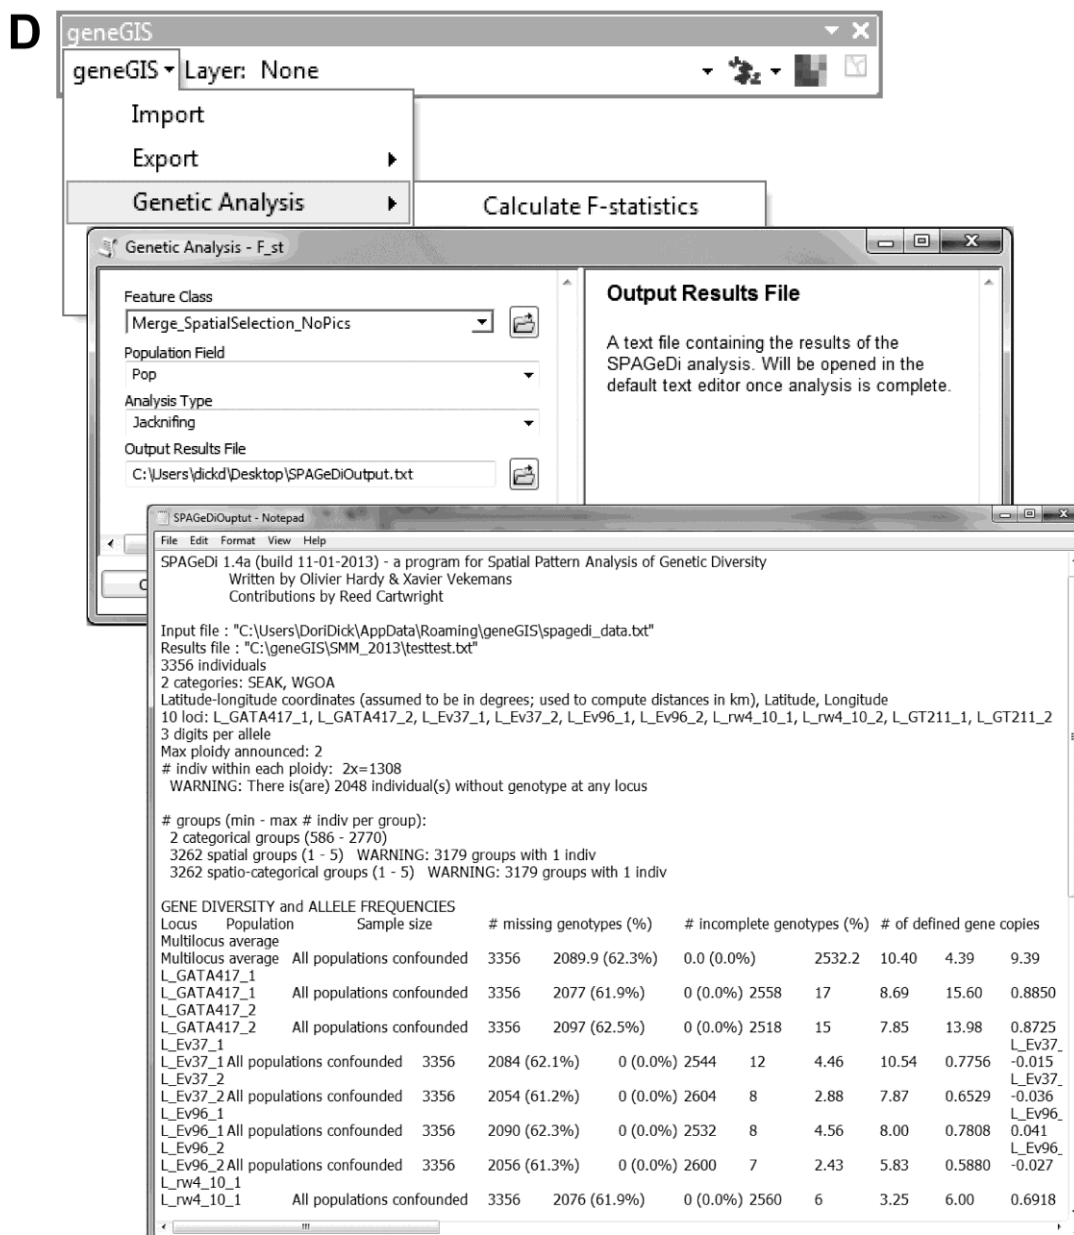 D
geneGIS
geneGIS Layer: None
Import
Export
Genetic Analysis
Calculate F-statistics
Genetic Analysis - F_st
Feature Class
Merge_SpatialSelection_NoPics
Population Field
Pop
Analysis Type
Jacknifing
Output Results File
C:\Users\dickd\Desktop\SPAGeDiOutput.txt
Output Results File
A text file containing the results of the
SPAGeDi analysis. Will be opened in the
default text editor once analysis is complete.
SPAGeDiOuptut - Notepad
File Edit Format View Help
SPAGeDi 1.4a (build 11-01-2013) - a program for Spatial Pattern Analysis of Genetic Diversity
Written by Olivier Hardy & Xavier Vekemans
Contributions by Reed Cartwright
Input file : "C:\Users\DoriDick\AppData\Roaming\geneGIS\spagedi_data.txt"
Results file : "C:\geneGIS\SMM_2013\testtest.txt"
3356 individuals
2 categories: SEAK, WGOA
Latitude-longitude coordinates (assumed to be in degrees; used to compute distances in km), Latitude, Longitude
10 loci: L_GATA417_1, L_GATA417_2, L_Ev37_1, L_Ev37_2, L_Ev96_1, L_Ev96_2, L_rw4_10_1, L_rw4_10_2, L_GT211_1, L_GT211_2
3 digits per allele
Max ploidy announced: 2
# indiv within each ploidy: 2x=1308
WARNING: There is(are) 2048 individual(s) without genotype at any locus
# groups (min - max # indiv per group):
2 categorical groups (586 - 2770)
3262 spatial groups (1 - 5) WARNING: 3179 groups with 1 indiv
3262 spatio-categorical groups (1 - 5) WARNING: 3179 groups with 1 indiv
GENE DIVERSITY and ALLELE FREQUENCIES
Locus Population Sample size # missing genotypes (%) # incomplete genotypes (%) # of defined gene copies
Multilocus average
Multilocus average All populations confounded 3356 2089.9 (62.3%) 0.0 (0.0%) 2532.2 10.40 4.39 9.39
L_GATA417_1
L_GATA417_1 All populations confounded 3356 2077 (61.9%) 0 (0.0%) 2558 17 8.69 15.60 0.8850
L_GATA417_2
L_GATA417_2 All populations confounded 3356 2097 (62.5%) 0 (0.0%) 2518 15 7.85 13.98 0.8725
L_Ev37_1 L_Ev37_
L_Ev37_1 All populations confounded 3356 2084 (62.1%) 0 (0.0%) 2544 12 4.46 10.54 0.7756 -0.015
L_Ev37_2 L_Ev37_
L_Ev37_2 All populations confounded 3356 2054 (61.2%) 0 (0.0%) 2604 8 2.88 7.87 0.6529 -0.036
L_Ev96_1 L_Ev96_
L_Ev96_1 All populations confounded 3356 2090 (62.3%) 0 (0.0%) 2532 8 4.56 8.00 0.7808 0.041
L_Ev96_2 L_Ev96_
L_Ev96_2 All populations confounded 3356 2056 (61.3%) 0 (0.0%) 2600 7 2.43 5.83 0.5880 -0.027
L_rw4_10_1
L_rw4_10_1 All populations confounded 3356 2076 (61.9%) 0 (0.0%) 2560 6 3.25 6.00 0.6918